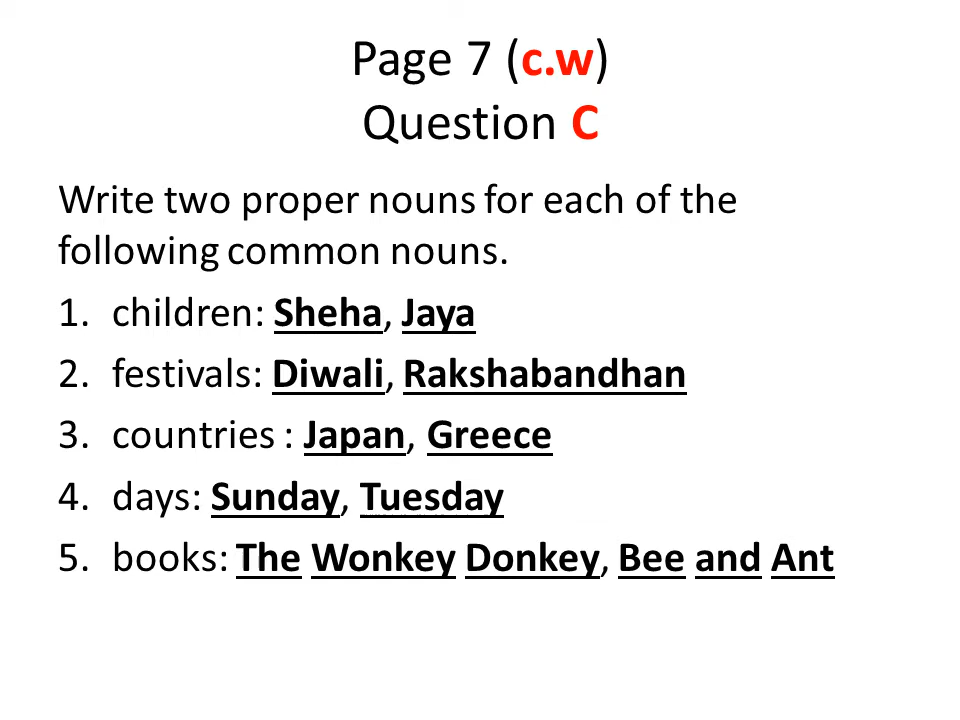 Page 7 (c.w)
Question C
Write two proper nouns for each of the
following common nouns.
1. children: Sheha, Jaya
2. festivals: Diwali, Rakshabandhan
3. countries : Japan, Greece
4. days: Sunday, Tuesday
5. books: The Wonkey Donkey, Bee and Ant